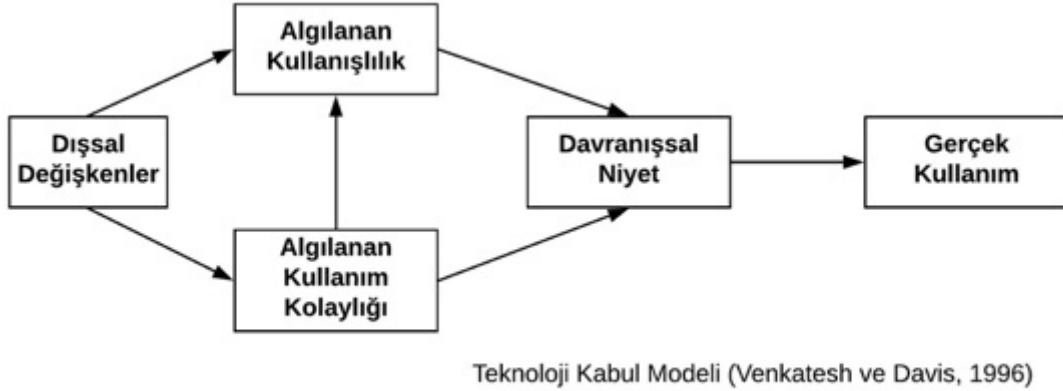 Algılanan
Kullanışlılık
Dışsal
Değişkenler
Davranışsal
Niyet
Gerçek
Kullanım
Algılanan
Kullanım
Kolaylığı
Teknoloji Kabul Modeli (Venkatesh ve Davis, 1996)